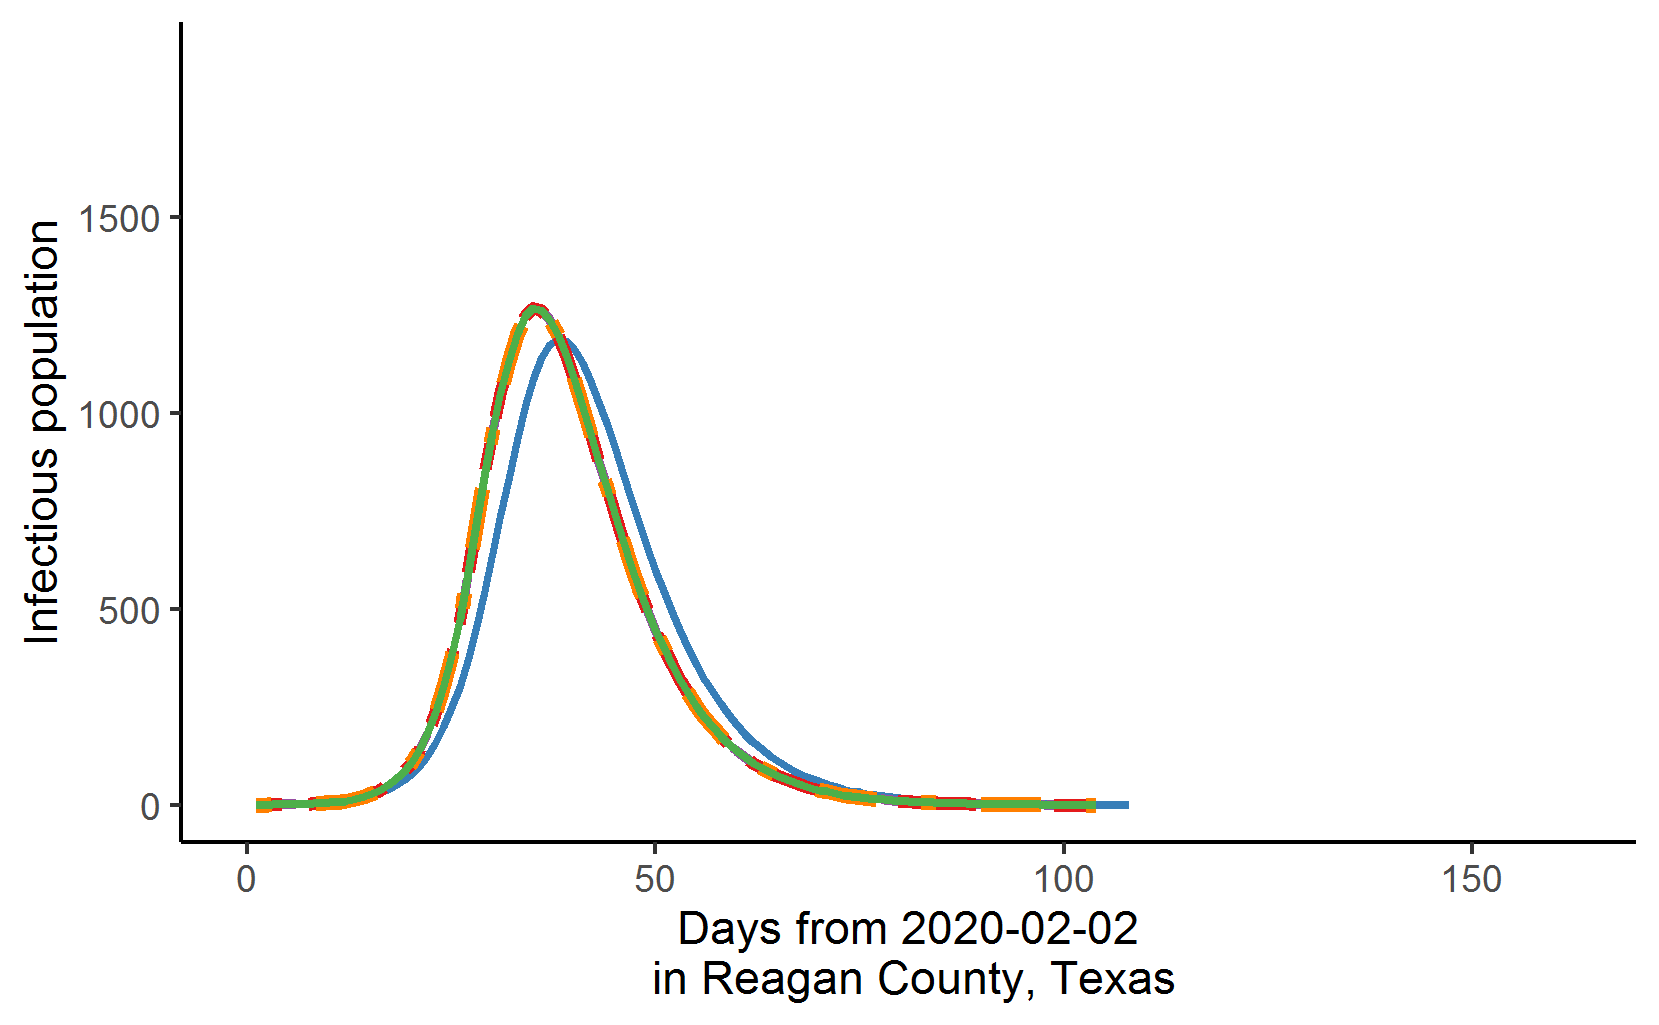 Infectious population
1500
1000
500
0
0 50 100 150
Days from 2020-02-02
in Reagan County, Texas